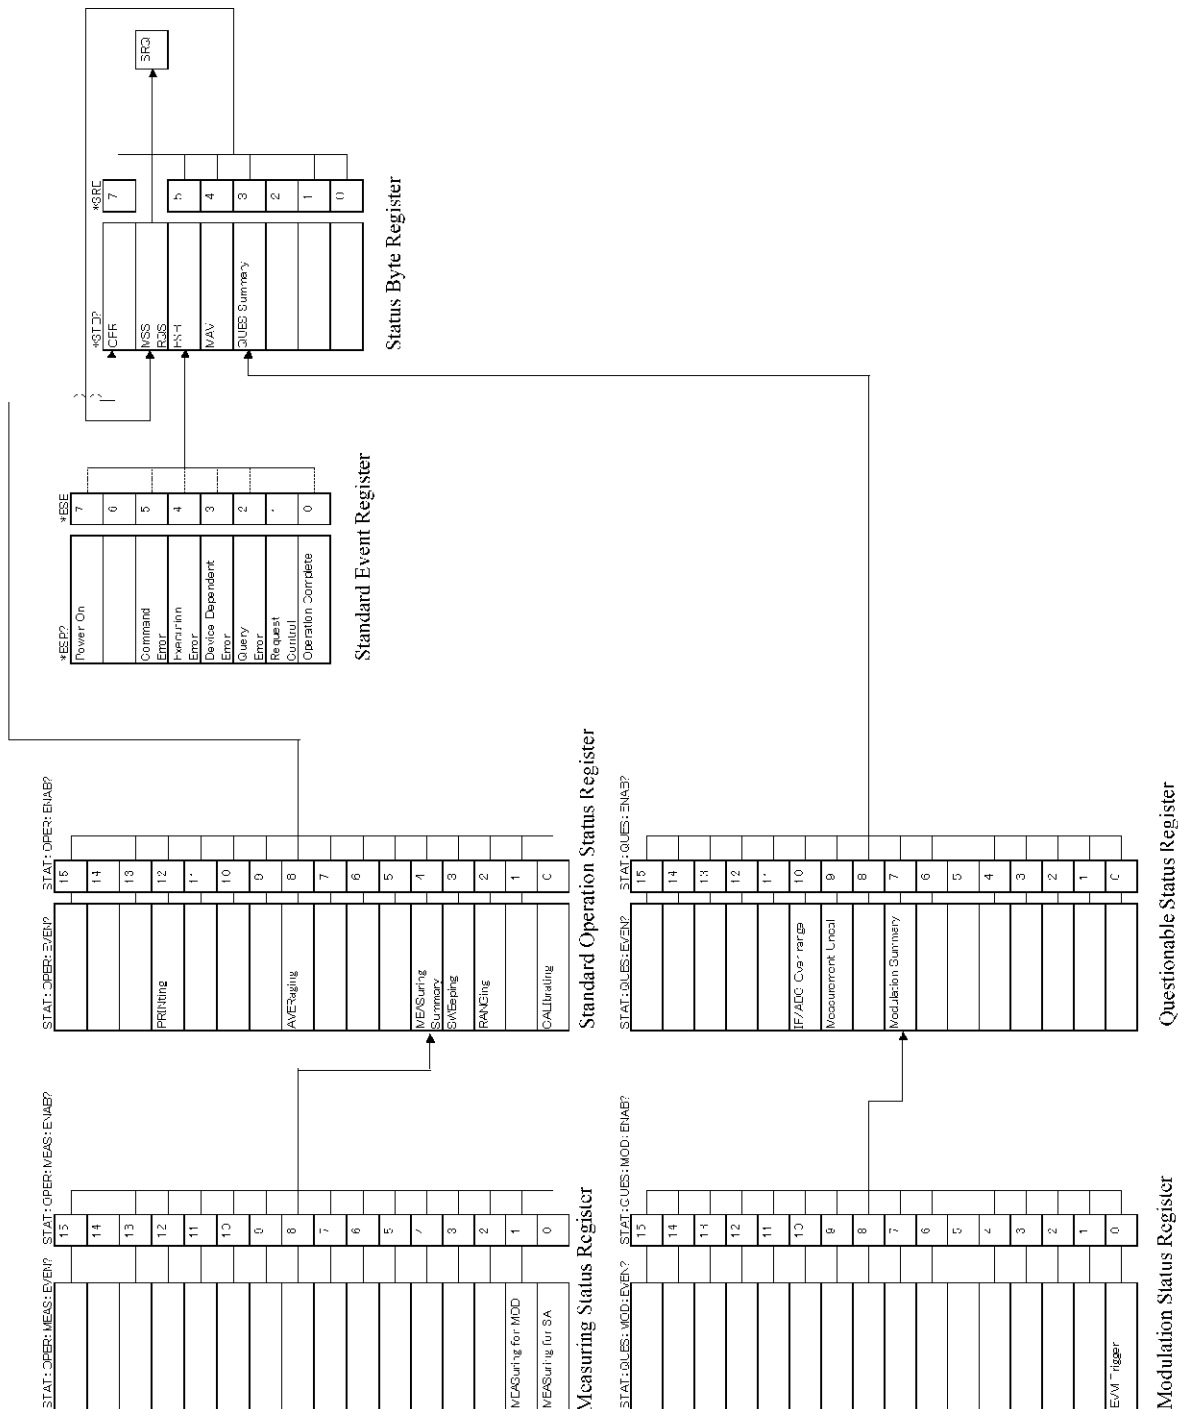 SRQ
*SRE
7
5
4
3
2
1
0
MSS
RQS
MAV
QUES Summary
Status Byte Register
*ESE
7
6
5
4
3
2
0
*ESR?
Power On
Command
Error
Execution
Error
Device Dependent
Error
Query
Error
Request
Control
Operation Complete
Standard Event Register
STAT:OPER:ENAB?
15
14
13
12
11
10
9
8
7
6
5
4
3
2
1
0
STAT:OPER:EVEN?
PRINting
AVERaging
MEASuring
Summary
SWEeping
RANGing
CALIbrating
Standard Operation Status Register
STAT:QUES:ENAB?
15
14
13
12
11
10
9
8
7
6
5
4
3
2
1
0
STAT:QUES:EVEN?
IF/ADC Over range
Measurement Uncal
Modulation Summary
Questionable Status Register
STAT:OPER:MEAS:ENAB?
15
14
13
12
11
10
9
8
7
6
5
3
2
1
0
STAT:OPER:MEAS:EVEN?
MEASuring for MOD
MEASuring for SA
Measuring Status Register
STAT:QUES:MOD:ENAB?
15
14
13
12
11
10
9
8
7
6
5
4
3
2
1
0
STAT:QUES:MOD:EVEN?
EVM Trigger
Modulation Status Register